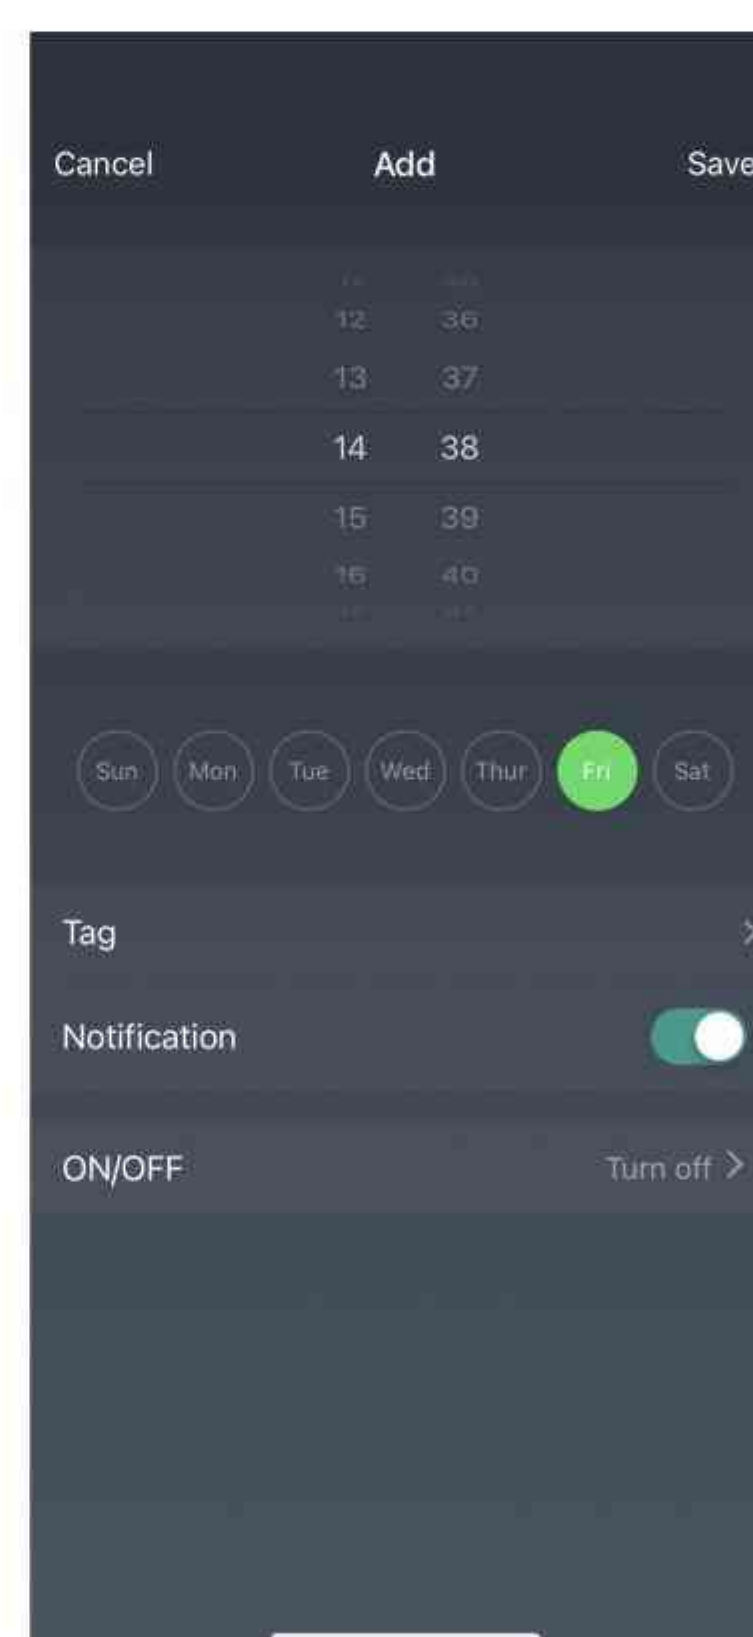 Cancel Add Save
12 36
13 37
14 38
15 39
16 40
Sun Mon Tue Wed Thur Fri Sat
Tag
Notification
ON/OFF Turn off